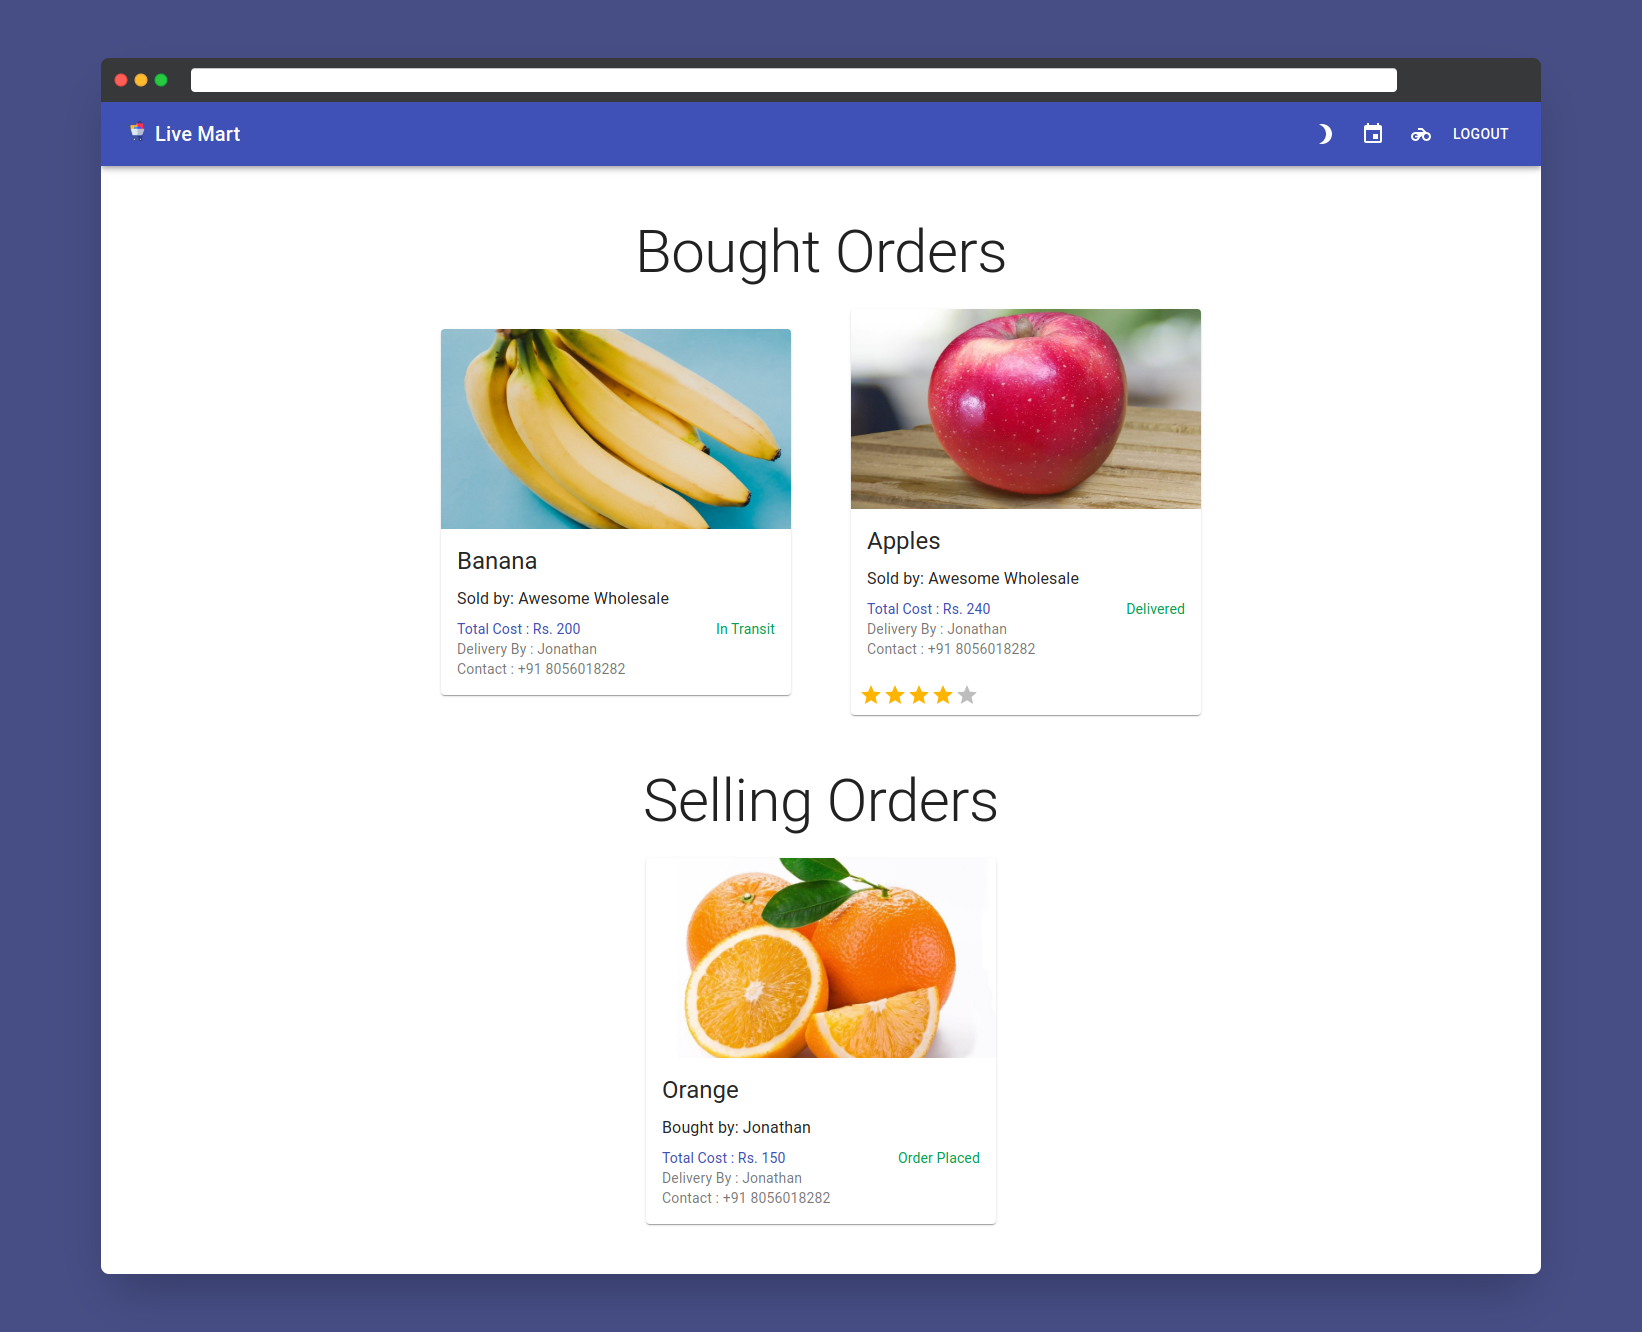 Live Mart
LOGOUT
Bought Orders
Banana
Sold by: Awesome Wholesale
Total Cost : Rs. 200
In Transit
Delivery By : Jonathan
Contact : +91 8056018282
Apples
Sold by: Awesome Wholesale
Total Cost : Rs. 240
Delivered
Delivery By : Jonathan
Contact : +91 8056018282
Selling Orders
Orange
Bought by: Jonathan
Total Cost : Rs. 150
Order Placed
Delivery By : Jonathan
Contact : +91 8056018282